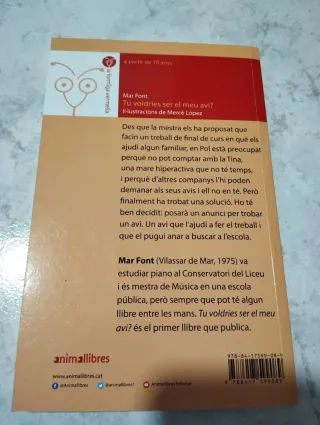 la formiga vermella
a partir de 10 anys
Mar Font
Tu voldries ser el meu avi?
Il·lustracions de Mercè López
Des que la mestra els ha proposat que
facin un treball de final de curs en què els
ajudi algun familiar, en Pol està preocupat
perquè no pot comptar amb la Tina,
una mare hiperactiva que no té temps,
i perquè d'altres companys l'hi poden
demanar als seus avis i ell no en té. Però
finalment ha trobat una solució. Ho té
ben decidit: posarà un anunci per trobar
un avi. Un avi que l'ajudi a fer el treball i
que el pugui anar a buscar a l'escola.
Mar Font (Vilassar de Mar, 1975) va
estudiar piano al Conservatori del Liceu
i és mestra de Música en una escola
pública, però sempre que pot té algun
llibre entre les mans. Tu voldries ser el meu
avi? és el primer llibre que publica.
animallibres
www.animallibres.cat
@Animallibres
@animallibres1